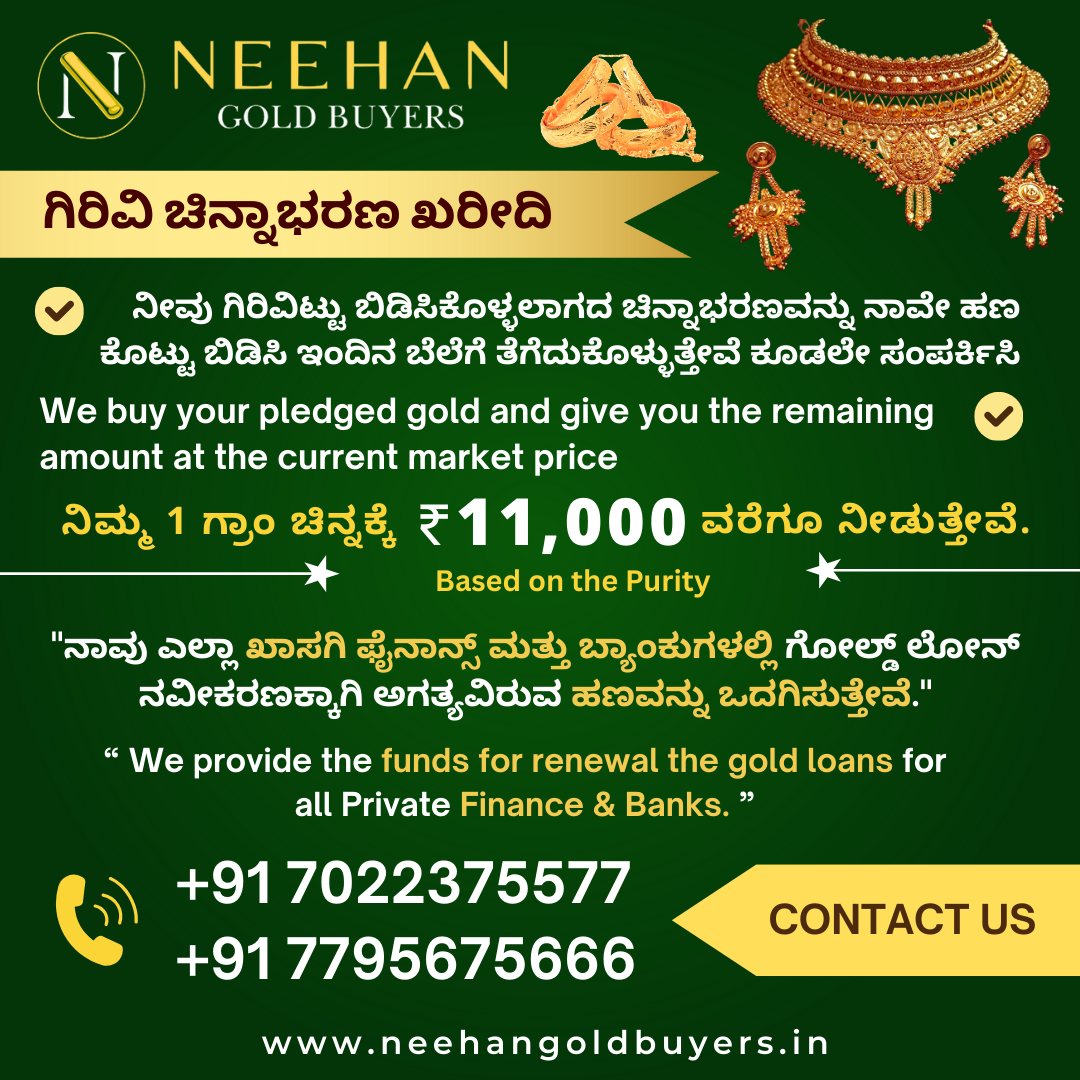 N
NEEHAN
GOLD BUYERS
ಗಿರಿವಿ ಚಿನ್ನಾಭರಣ ಖರೀದಿ
ನೀವು ಗಿರಿವಿಟ್ಟು ಬಿಡಿಸಿಕೊಳ್ಳಲಾಗದ ಚಿನ್ನಾಭರಣವನ್ನು ನಾವೇ ಹಣ
ಕೊಟ್ಟು ಬಿಡಿಸಿ ಇಂದಿನ ಬೆಲೆಗೆ ತೆಗೆದುಕೊಳ್ಳುತ್ತೇವೆ ಕೂಡಲೇ ಸಂಪರ್ಕಿಸಿ
We buy your pledged gold and give you the remaining
amount at the current market price
ನಿಮ್ಮ 1 ಗ್ರಾಂ ಚಿನ್ನಕ್ಕೆ ₹11,000 ವರೆಗೂ ನೀಡುತ್ತೇವೆ.
Based on the Purity
"ನಾವು ಎಲ್ಲಾ ಖಾಸಗಿ ಫೈನಾನ್ಸ್ ಮತ್ತು ಬ್ಯಾಂಕುಗಳಲ್ಲಿ ಗೋಲ್ಡ್ ಲೋನ್
ನವೀಕರಣಕ್ಕಾಗಿ ಅಗತ್ಯವಿರುವ ಹಣವನ್ನು ಒದಗಿಸುತ್ತೇವೆ."
“ We provide the funds for renewal the gold loans for
all Private Finance & Banks. ”
+91 7022375577
+91 7795675666
CONTACT US
www.neehangoldbuyers.in